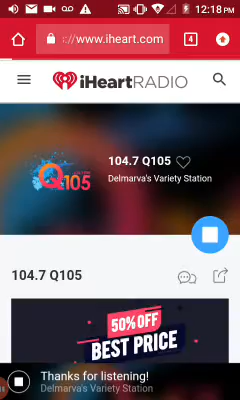 12:18 PM
://www.iheart.com
4
iHeartRADIO
104.7 Q105
Delmarva's Variety Station
Q105
104.7 Q105
50% OFF
BEST PRICE
Thanks for listening!
Delmarva's Variety Station